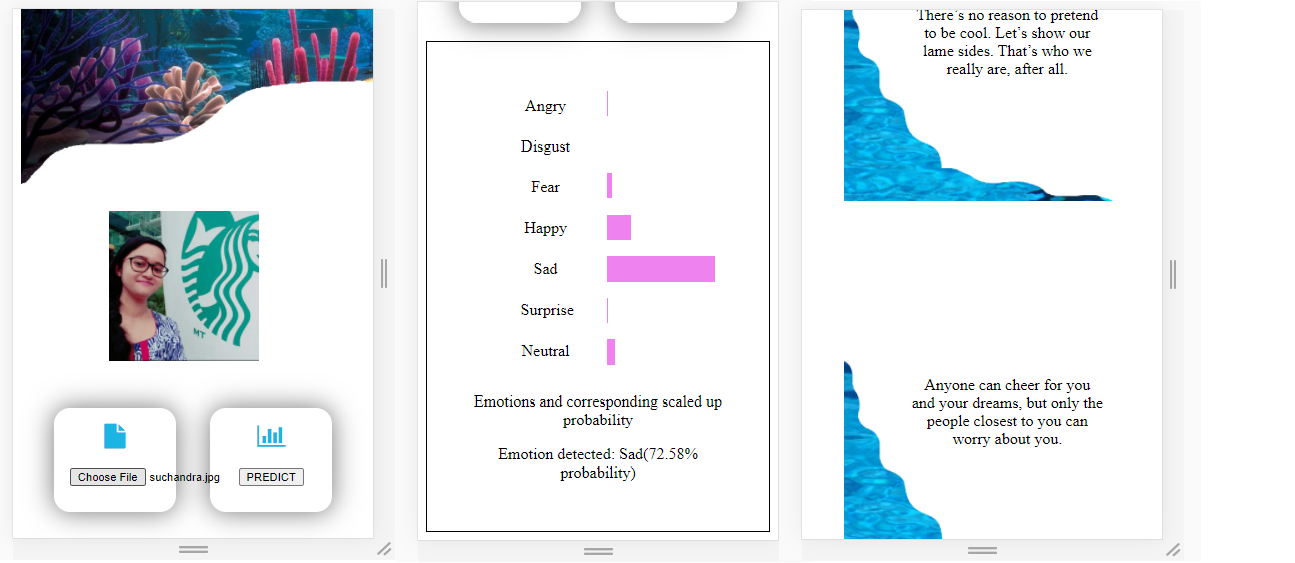 MT
Choose File suchandra.jpg
PREDICT
Angry
Disgust
Fear
Happy
Sad
Surprise
Neutral
Emotions and corresponding scaled up
probability
Emotion detected: Sad(72.58%
probability)
There's no reason to pretend
to be cool. Let's show our
lame sides. That's who we
really are, after all.
Anyone can cheer for you
and your dreams, but only the
people closest to you can
worry about you.